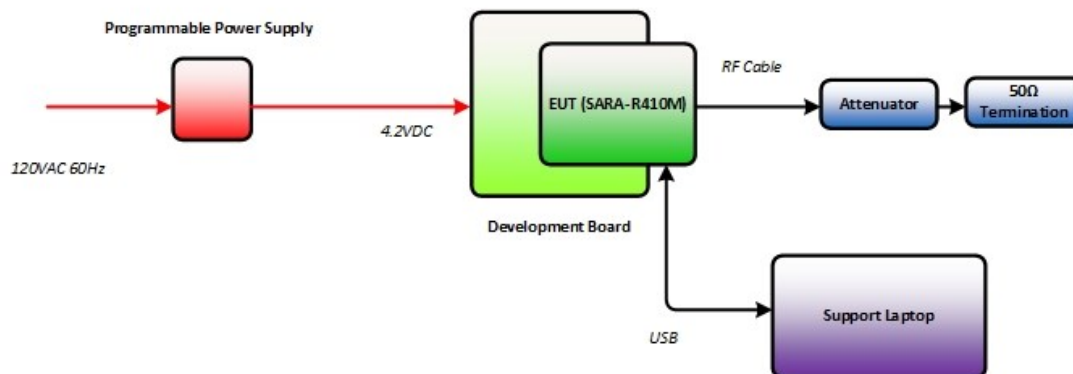 Programmable Power Supply
120VAC 60Hz
4.2VDC
EUT (SARA-R410M)
Development Board
RF Cable
Attenuator
50Ω
Termination
USB
Support Laptop